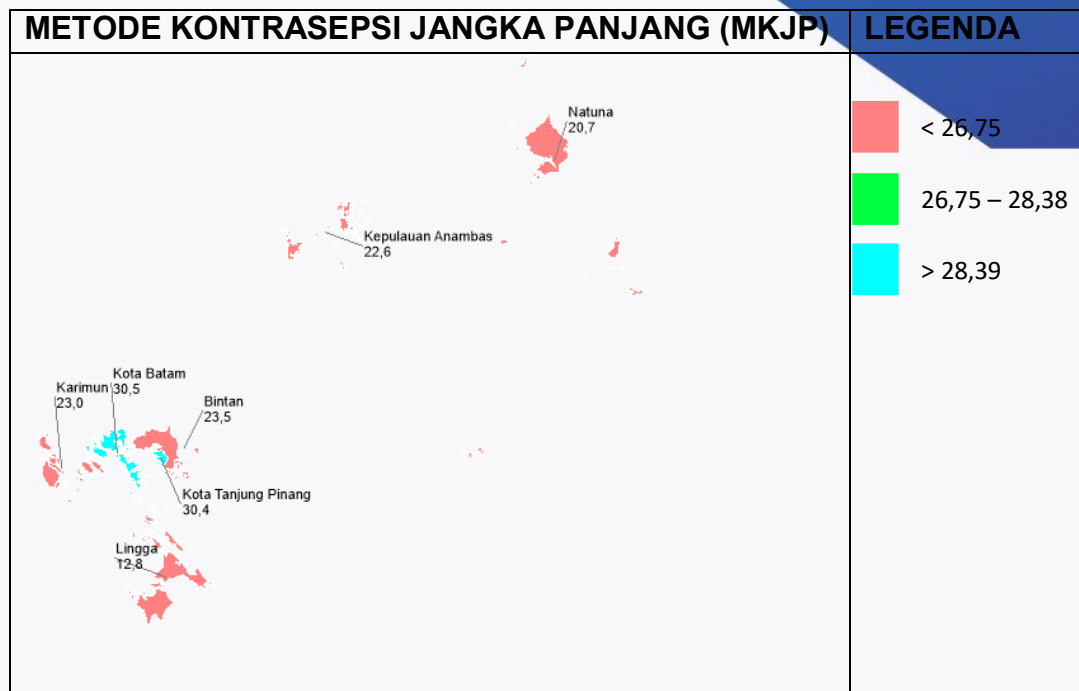 METODE KONTRASEPSI JANGKA PANJANG (MKJP)
LEGENDA
Natuna
20,7
Kepulauan Anambas
22,6
Kota Batam
30,5
Karimun
23,0
Bintan
23,5
Kota Tanjung Pinang
30,4
Lingga
12,8
< 26,75
26,75 – 28,38
> 28,39